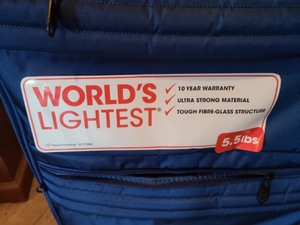 WORLD'S
LIGHTEST®
✓ 10 YEAR WARRANTY
✓ ULTRA STRONG MATERIAL
✓ TOUGH FIBRE-GLASS STRUCTURE
5.5lbs